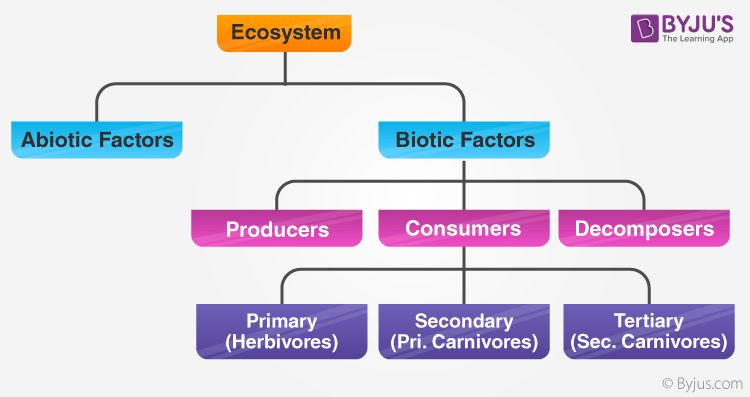 Ecosystem
BYJU'S
The Learning App
Abiotic Factors
Biotic Factors
Producers
Consumers
Decomposers
Primary
(Herbivores)
Secondary
(Pri. Carnivores)
Tertiary
(Sec. Carnivores)
© Byjus.com